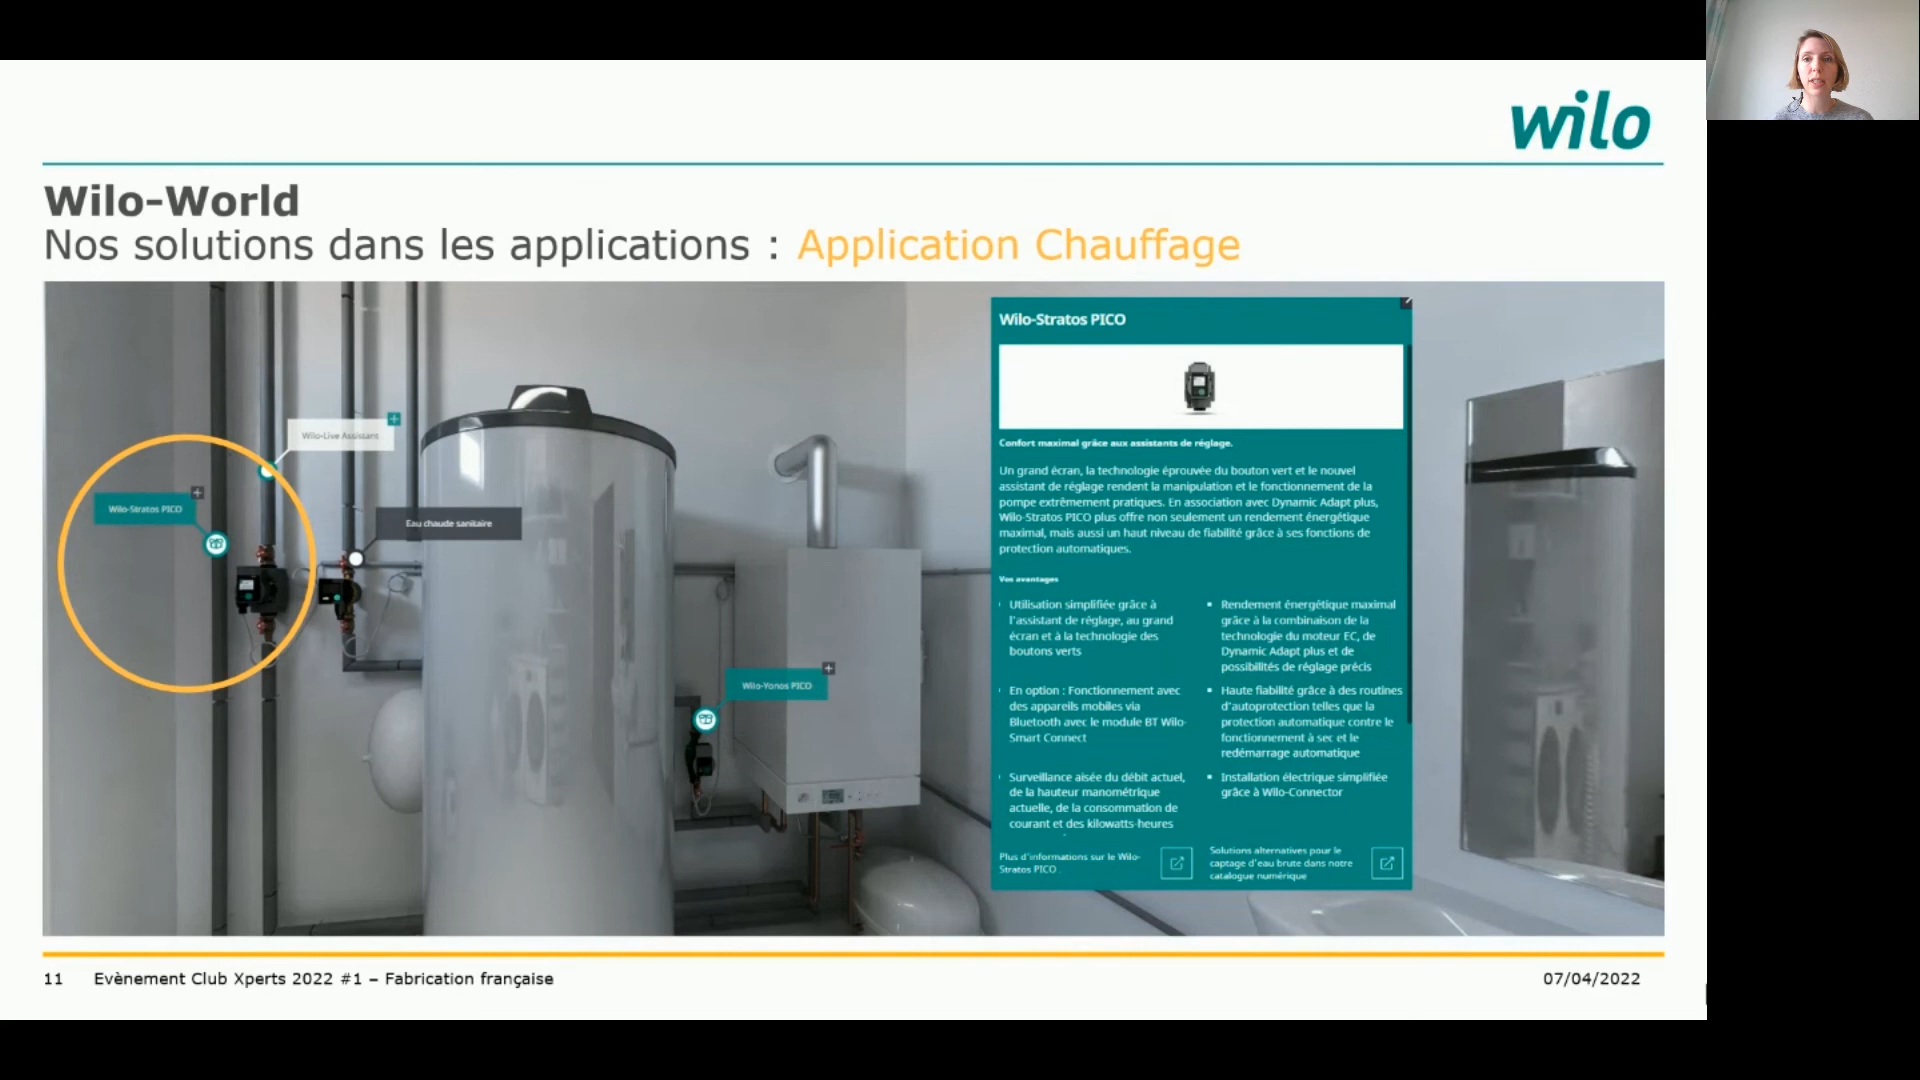 wilo
Wilo-World
Nos solutions dans les applications : Application Chauffage
Wilo-Live Assistant
Wilo-Stratos PICO
Eau chaude sanitaire
Wilo-Yonos PICO
Wilo-Stratos PICO
Confort maximal grâce aux assistants de réglage.
Un grand écran, la technologie éprouvée du bouton vert et le nouvel
assistant de réglage rendent la manipulation et le fonctionnement de la
pompe extrêmement pratiques. En association avec Dynamic Adapt plus,
Wilo-Stratos PICO plus offre non seulement un rendement énergétique
maximal, mais aussi un haut niveau de fiabilité grâce à ses fonctions de
protection automatiques.
Vos avantages
Utilisation simplifiée grâce à
l'assistant de réglage, au grand
écran et à la technologie des
boutons verts
En option : Fonctionnement avec
des appareils mobiles via
Bluetooth avec le module BT Wilo-
Smart Connect
Surveillance aisée du débit actuel,
de la hauteur manométrique
actuelle, de la consommation de
courant et des kilowatts-heures
▪ Rendement énergétique maximal
grâce à la combinaison de la
technologie du moteur EC, de
Dynamic Adapt plus et de
possibilités de réglage précis
▪ Haute fiabilité grâce à des routines
d'autoprotection telles que la
protection automatique contre le
fonctionnement à sec et le
redémarrage automatique
▪ Installation électrique simplifiée
grâce à Wilo-Connector
Plus d'informations sur le Wilo-
Stratos PICO .
Solutions alternatives pour le
captage d'eau brute dans notre
catalogue numérique
11 Evènement Club Xperts 2022 #1 – Fabrication française
07/04/2022